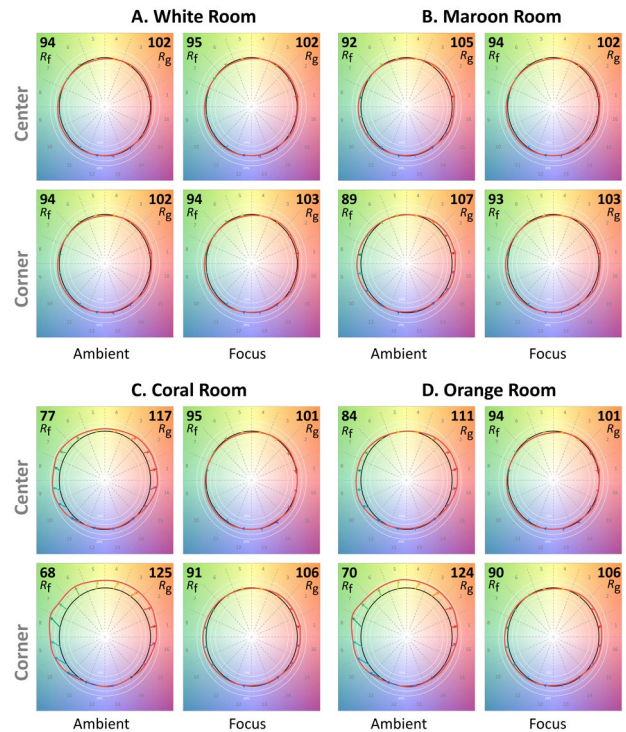 A. White Room
B. Maroon Room
Center
94 Rf 102 Rg
95 Rf 102 Rg
92 Rf 105 Rg
94 Rf 102 Rg
Corner
94 Rf 102 Rg
94 Rf 103 Rg
89 Rf 107 Rg
93 Rf 103 Rg
Ambient Focus Ambient Focus
C. Coral Room
D. Orange Room
Center
77 Rf 117 Rg
95 Rf 101 Rg
84 Rf 111 Rg
94 Rf 101 Rg
Corner
68 Rf 125 Rg
91 Rf 106 Rg
70 Rf 124 Rg
90 Rf 106 Rg
Ambient Focus Ambient Focus